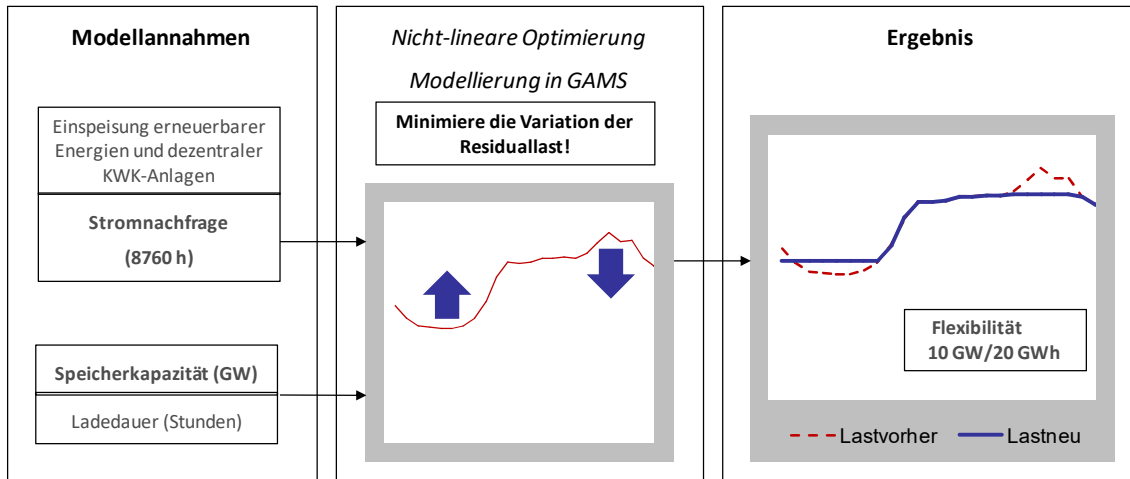 Modellannahmen
Einspeisung erneuerbarer
Energien und dezentraler
KWK-Anlagen
Stromnachfrage
(8760 h)
Speicherkapazität (GW)
Ladedauer (Stunden)
Nicht-lineare Optimierung
Modellierung in GAMS
Minimiere die Variation der
Residuallast!
Ergebnis
Flexibilität
10 GW/20 GWh
Lastvorher Lastneu